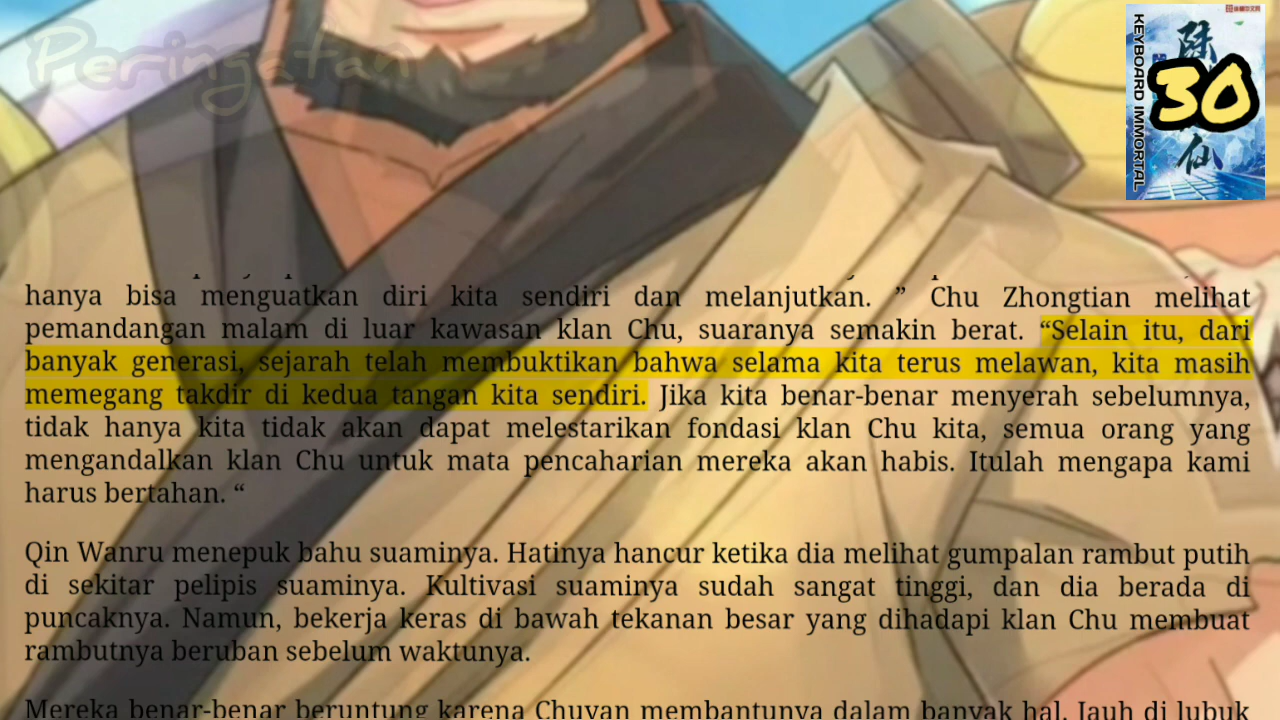 Peringatan
KEYBOARD IMMORTAL
30
仙
hanya bisa menguatkan diri kita sendiri dan melanjutkan. ” Chu Zhongtian melihat
pemandangan malam di luar kawasan klan Chu, suaranya semakin berat. “Selain itu, dari
banyak generasi, sejarah telah membuktikan bahwa selama kita terus melawan, kita masih
memegang takdir di kedua tangan kita sendiri. Jika kita benar-benar menyerah sebelumnya,
tidak hanya kita tidak akan dapat melestarikan fondasi klan Chu kita, semua orang yang
mengandalkan klan Chu untuk mata pencaharian mereka akan habis. Itulah mengapa kami
harus bertahan. “
Qin Wanru menepuk bahu suaminya. Hatinya hancur ketika dia melihat gumpalan rambut putih
di sekitar pelipis suaminya. Kultivasi suaminya sudah sangat tinggi, dan dia berada di
puncaknya. Namun, bekerja keras di bawah tekanan besar yang dihadapi klan Chu membuat
rambutnya beruban sebelum waktunya.
Mereka benar-benar beruntung karena Chuyan membantunya dalam banyak hal. Jauh di lubuk